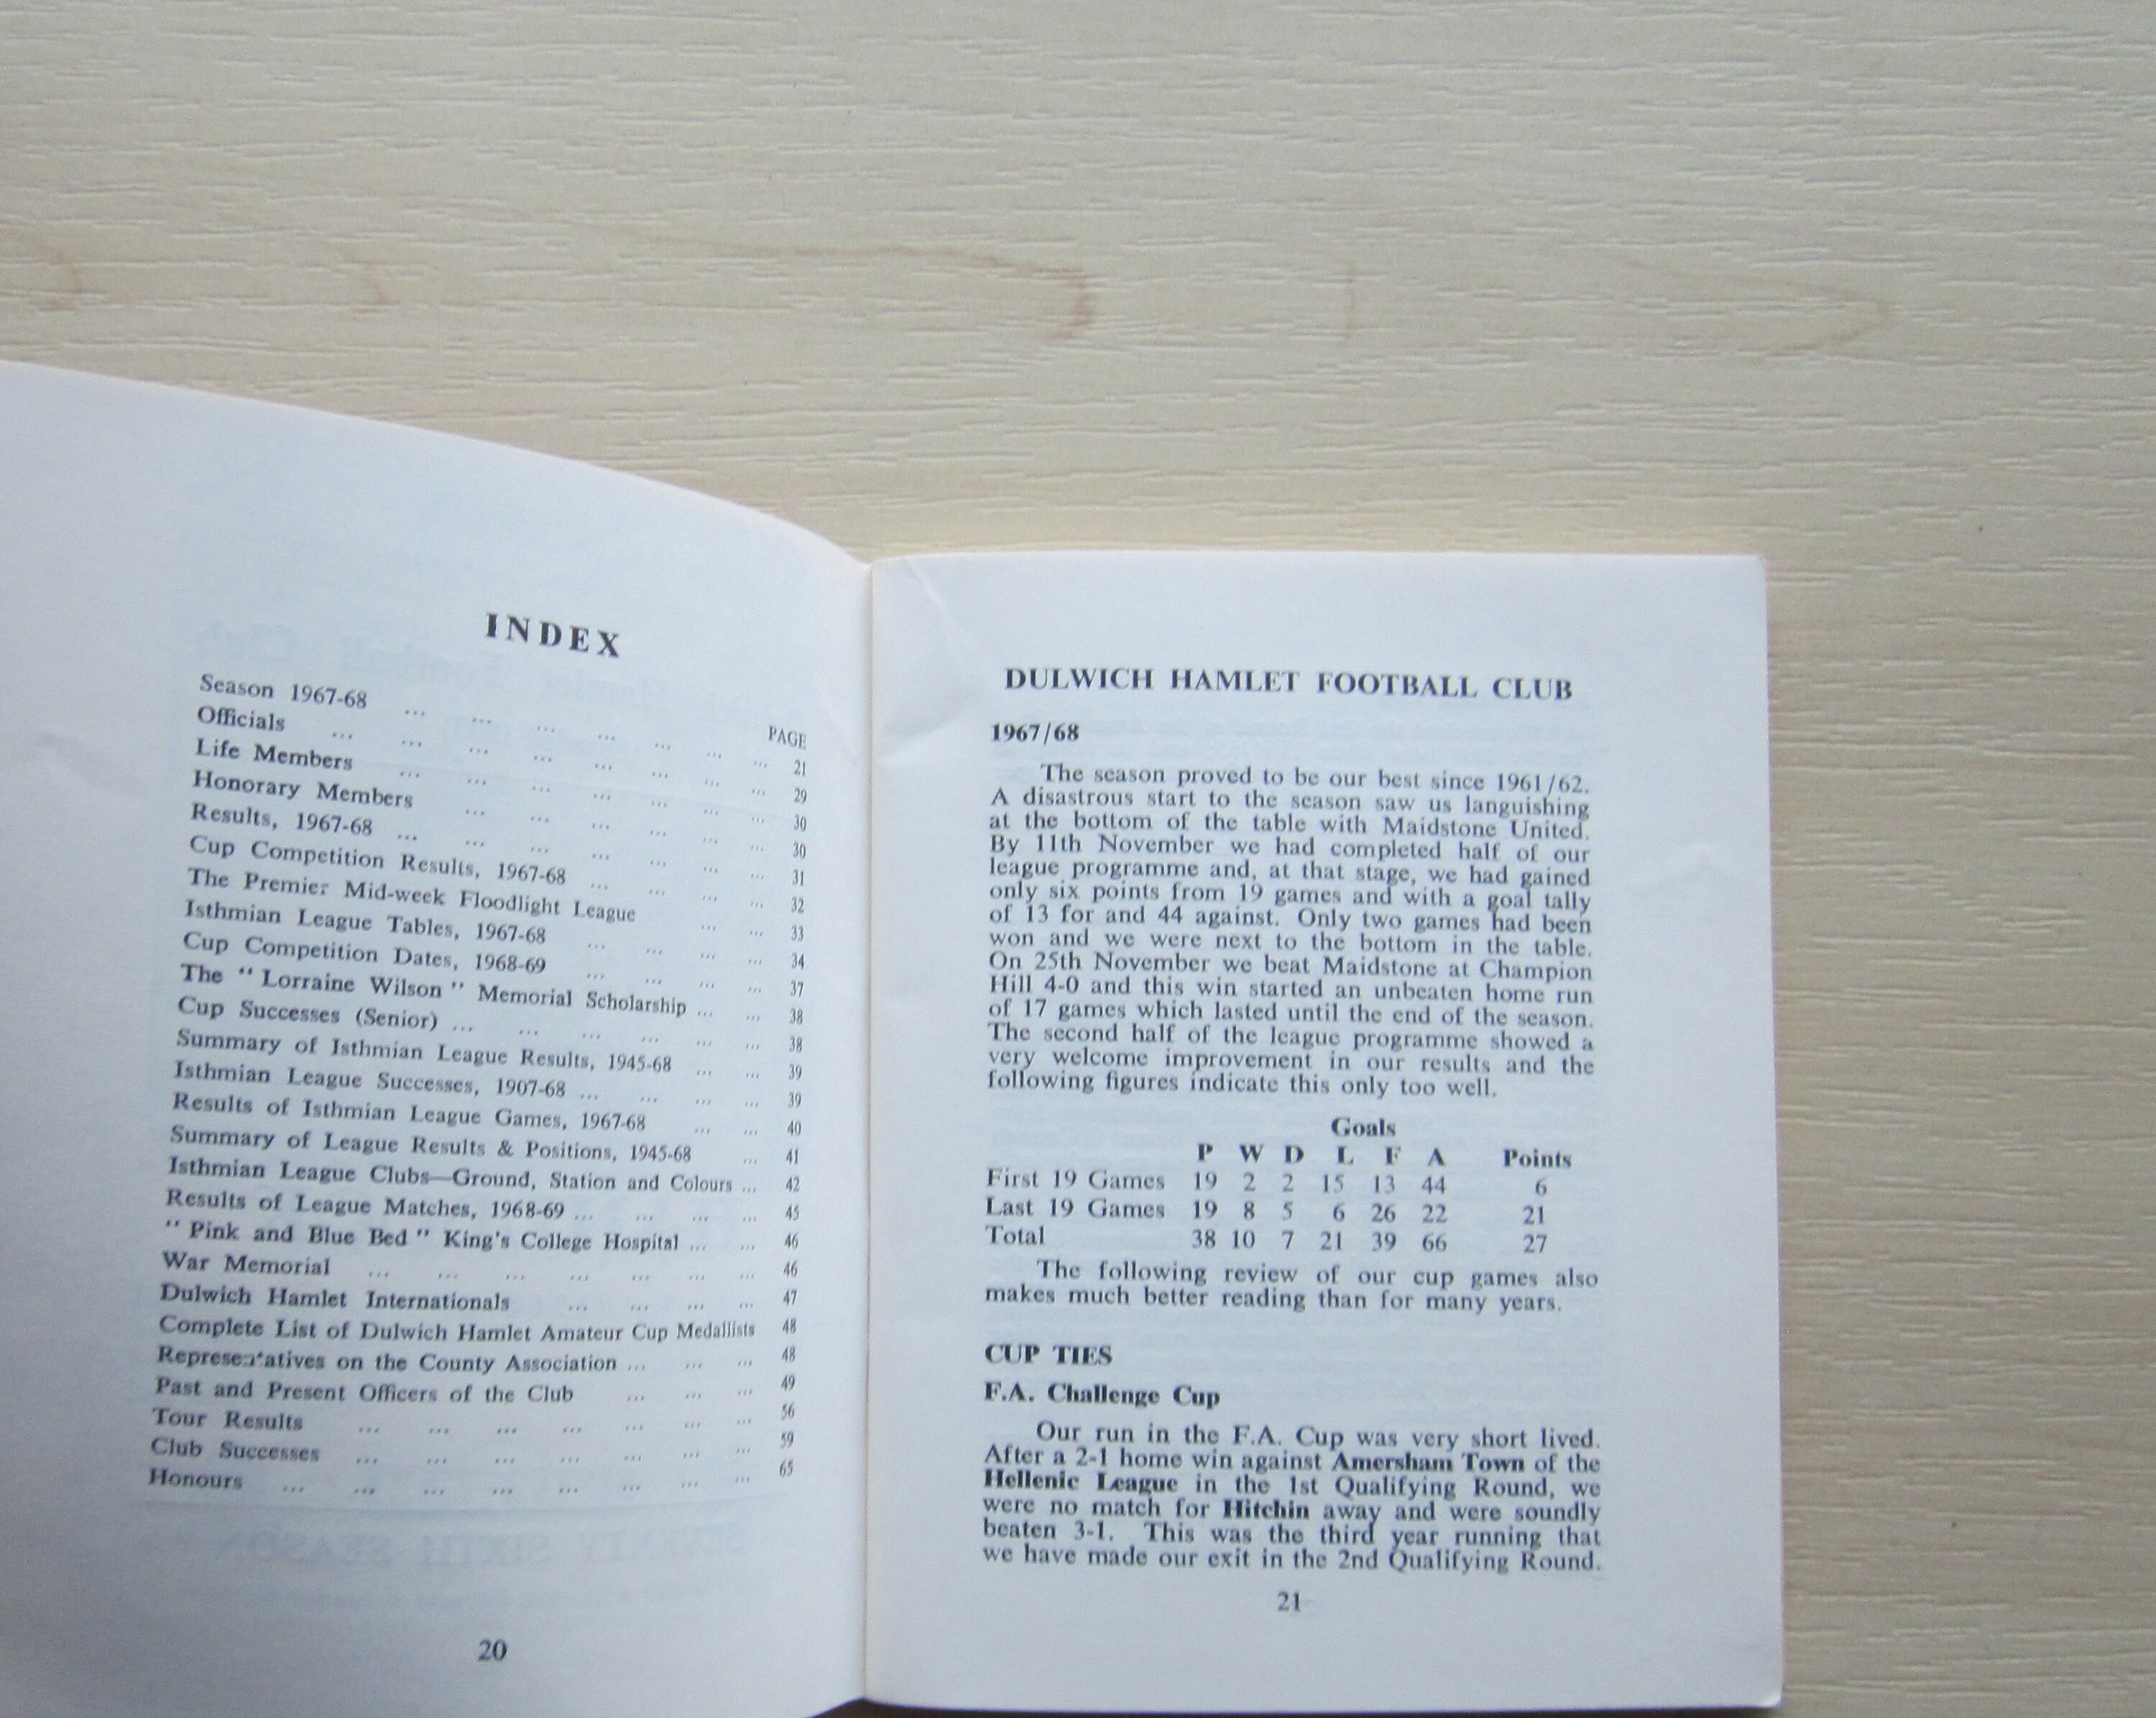 INDEX
PAGE
Season 1967-68 ... ... ... ... ... ... ... 21
Officials ... ... ... ... ... ... ... 29
Life Members ... ... ... ... ... ... ... 30
Honorary Members ... ... ... ... ... ... 30
Results, 1967-68 ... ... ... ... ... ... ... 31
Cup Competition Results, 1967-68 ... ... ... ... 32
The Premier Mid-week Floodlight League ... ... 33
Isthmian League Tables, 1967-68 ... ... ... ... 34
Cup Competition Dates, 1968-69 ... ... ... ... 37
The "Lorraine Wilson" Memorial Scholarship ... ... 38
Cup Successes (Senior) ... ... ... ... ... ... 38
Summary of Isthmian League Results, 1945-68 ... ... 39
Isthmian League Successes, 1907-68 ... ... ... ... 39
Results of Isthmian League Games, 1967-68 ... ... 40
Summary of League Results & Positions, 1945-68 ... 41
Isthmian League Clubs—Ground, Station and Colours ... 42
Results of League Matches, 1968-69 ... ... ... ... 45
"Pink and Blue Bed" King's College Hospital ... ... 46
War Memorial ... ... ... ... ... ... ... 46
Dulwich Hamlet Internationals ... ... ... ... 47
Complete List of Dulwich Hamlet Amateur Cup Medallists 48
Representatives on the County Association ... ... ... 48
Past and Present Officers of the Club ... ... ... 49
Tour Results ... ... ... ... ... ... ... 56
Club Successes ... ... ... ... ... ... ... 59
Honours ... ... ... ... ... ... ... ... 65
20
DULWICH HAMLET FOOTBALL CLUB
1967/68
The season proved to be our best since 1961/62.
A disastrous start to the season saw us languishing
at the bottom of the table with Maidstone United.
By 11th November we had completed half of our
league programme and, at that stage, we had gained
only six points from 19 games and with a goal tally
of 13 for and 44 against. Only two games had been
won and we were next to the bottom in the table.
On 25th November we beat Maidstone at Champion
Hill 4-0 and this win started an unbeaten home run
of 17 games which lasted until the end of the season.
The second half of the league programme showed a
very welcome improvement in our results and the
following figures indicate this only too well.
Goals
P W D L F A Points
First 19 Games 19 2 2 15 13 44 6
Last 19 Games 19 8 5 6 26 22 21
Total 38 10 7 21 39 66 27
The following review of our cup games also
makes much better reading than for many years.
CUP TIES
F.A. Challenge Cup
Our run in the F.A. Cup was very short lived.
After a 2-1 home win against Amersham Town of the
Hellenic League in the 1st Qualifying Round, we
were no match for Hitchin away and were soundly
beaten 3-1. This was the third year running that
we have made our exit in the 2nd Qualifying Round.
21